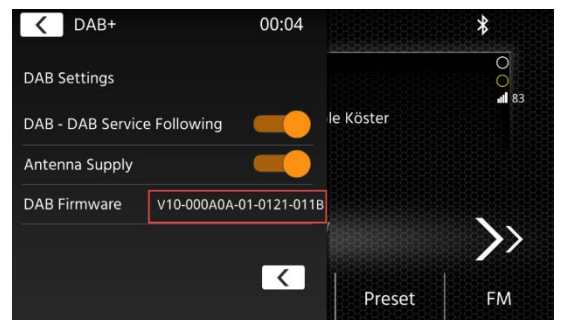 DAB+ 00:04
83
DAB Settings
DAB - DAB Service Following
le Köster
Antenna Supply
DAB Firmware V10-000A0A-01-0121-011B
Preset FM